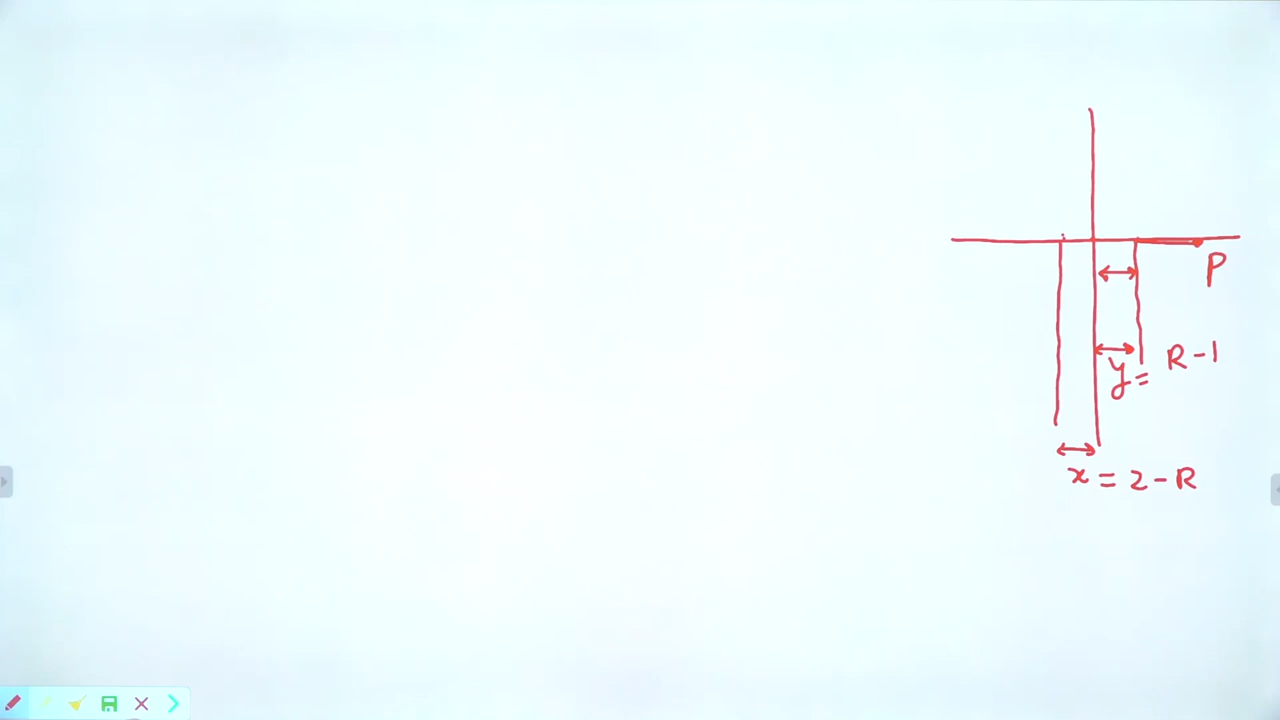 P
y = R - 1
x = 2 - R